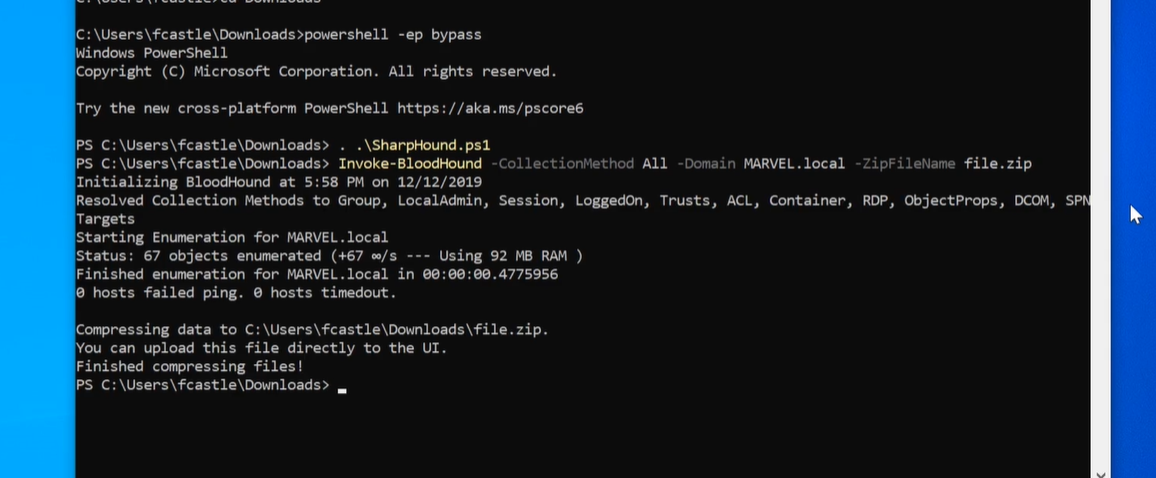 C:\Users\fcastle>cd Downloads
C:\Users\fcastle\Downloads>powershell -ep bypass
Windows PowerShell
Copyright (C) Microsoft Corporation. All rights reserved.
Try the new cross-platform PowerShell https://aka.ms/pscore6
PS C:\Users\fcastle\Downloads> . .\SharpHound.ps1
PS C:\Users\fcastle\Downloads> Invoke-BloodHound -CollectionMethod All -Domain MARVEL.local -ZipFileName file.zip
Initializing BloodHound at 5:58 PM on 12/12/2019
Resolved Collection Methods to Group, LocalAdmin, Session, LoggedOn, Trusts, ACL, Container, RDP, ObjectProps, DCOM, SPN
Targets
Starting Enumeration for MARVEL.local
Status: 67 objects enumerated (+67 ∞/s --- Using 92 MB RAM )
Finished enumeration for MARVEL.local in 00:00:00.4775956
0 hosts failed ping. 0 hosts timedout.
Compressing data to C:\Users\fcastle\Downloads\file.zip.
You can upload this file directly to the UI.
Finished compressing files!
PS C:\Users\fcastle\Downloads>